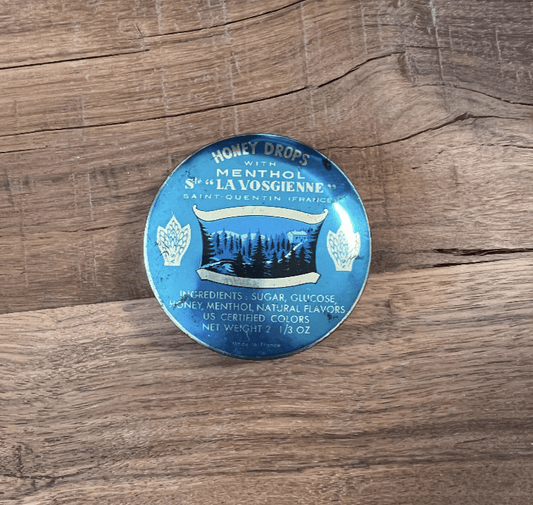 HONEY DROPS
WITH
MENTHOL
Sté “LA VOSGIENNE”
SAINT-QUENTIN (FRANCE)
INGREDIENTS : SUGAR, GLUCOSE,
HONEY, MENTHOL, NATURAL FLAVORS
US CERTIFIED COLORS
NET WEIGHT 2 1/3 OZ
Made in France